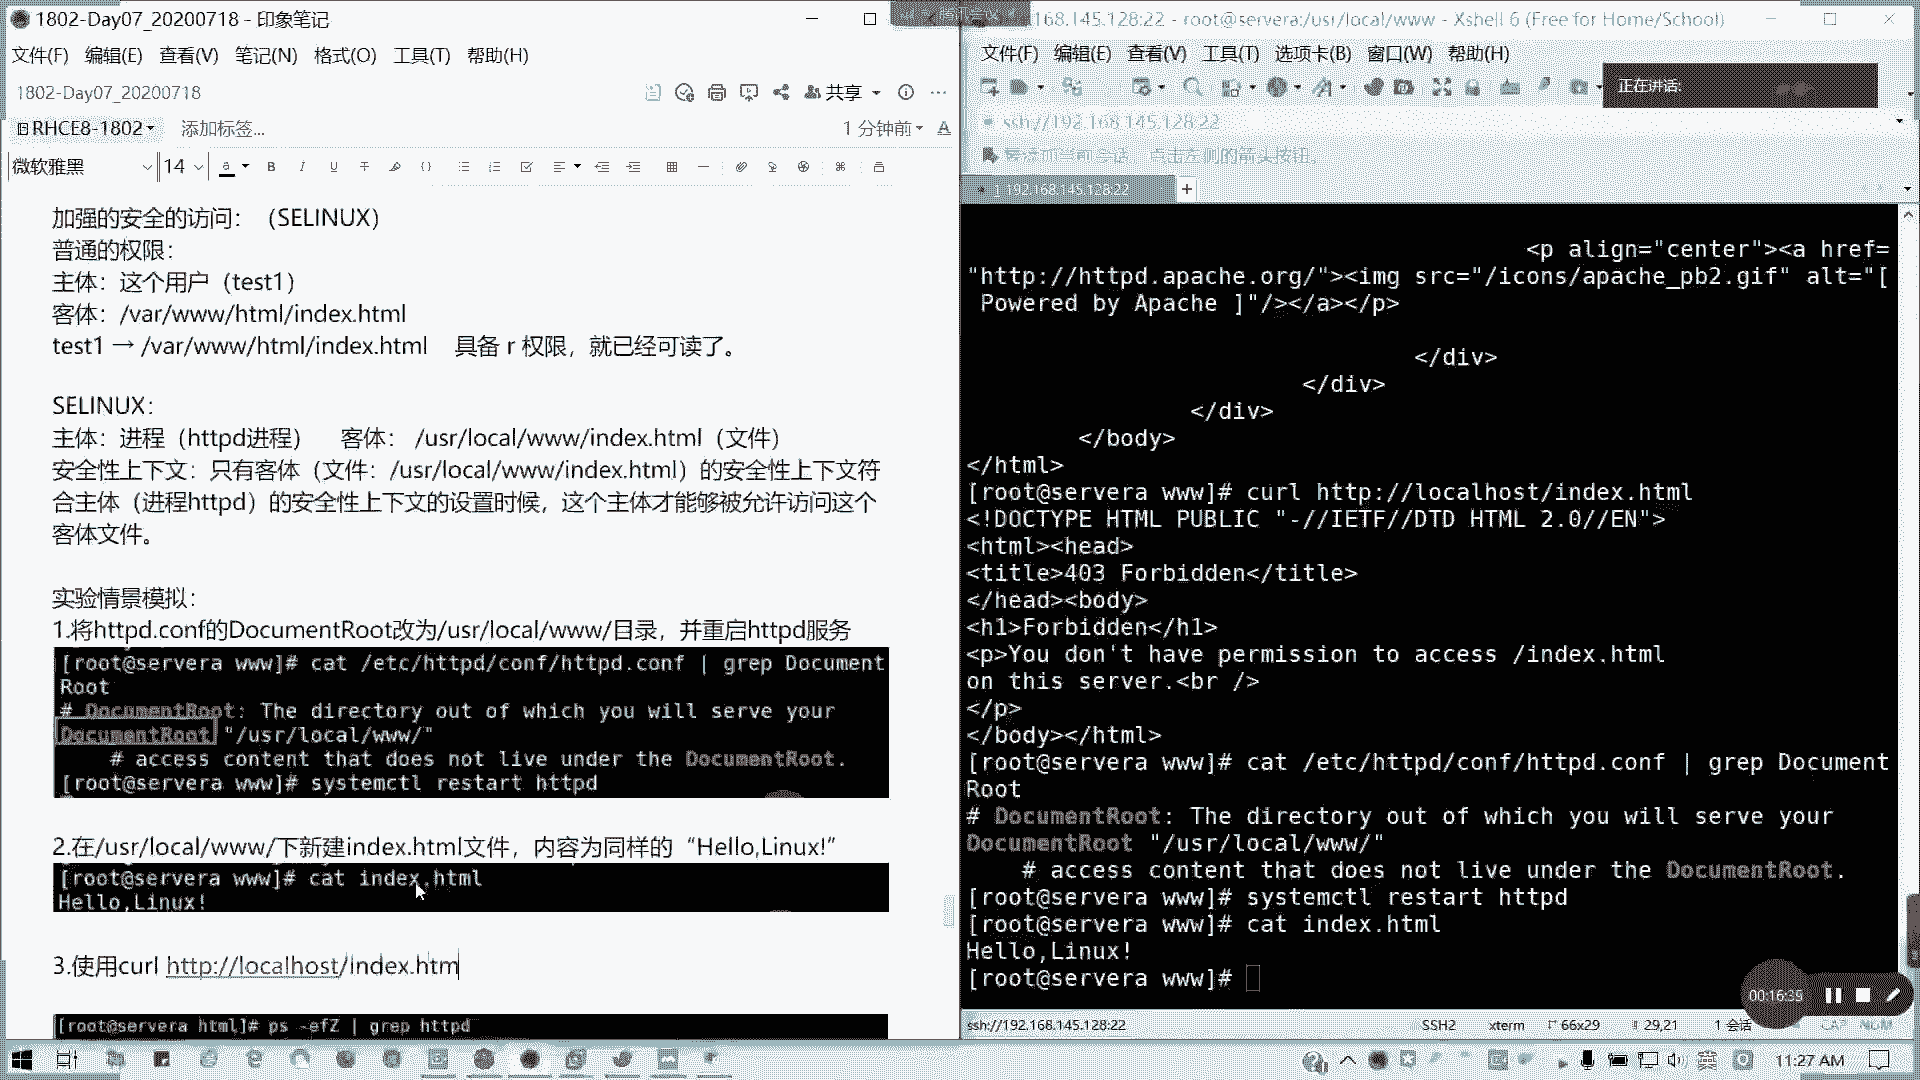 1802-Day07_20200718 - 印象笔记
文件(F) 编辑(E) 查看(V) 笔记(N) 格式(O) 工具(T) 帮助(H)
1802-Day07_20200718
共享
RHCE8-1802
添加标签...
1 分钟前
微软雅黑
14
加强的安全的访问：（SELINUX）
普通的权限：
主体：这个用户（test1）
客体：/var/www/html/index.html
test1 → /var/www/html/index.html 具备 r 权限，就已经可读了。
SELINUX：
主体：进程（httpd进程） 客体： /usr/local/www/index.html（文件）
安全性上下文：只有客体（文件：/usr/local/www/index.html）的安全性上下文符
合主体（进程httpd）的安全性上下文的设置时候，这个主体才能够被允许访问这个
客体文件。
实验情景模拟：
1.将httpd.conf的DocumentRoot改为/usr/local/www/目录，并重启httpd服务
[root@servera www]# cat /etc/httpd/conf/httpd.conf | grep Document
Root
# DocumentRoot: The directory out of which you will serve your
DocumentRoot "/usr/local/www/"
# access content that does not live under the DocumentRoot.
[root@servera www]# systemctl restart httpd
2.在/usr/local/www/下新建index.html文件，内容为同样的“Hello,Linux!”
[root@servera www]# cat index.html
Hello,Linux!
3.使用curl http://localhost/index.htm
[root@servera html]# ps -efZ | grep httpd
168.145.128:22 - root@servera:/usr/local/www - Xshell 6 (Free for Home/School)
文件(F) 编辑(E) 查看(V) 工具(T) 选项卡(B) 窗口(W) 帮助(H)
正在讲话:
ssh://192.168.145.128:22
点击左侧的箭头按钮。
1 192.168.145.128:22
<p align="center"><a href=
"http://httpd.apache.org/"><img src="/icons/apache_pb2.gif" alt="[
Powered by Apache ]"/></a></p>
</div>
</div>
</div>
</body>
</html>
[root@servera www]# curl http://localhost/index.html
<!DOCTYPE HTML PUBLIC "-//IETF//DTD HTML 2.0//EN">
<html><head>
<title>403 Forbidden</title>
</head><body>
<h1>Forbidden</h1>
<p>You don't have permission to access /index.html
on this server.<br />
</p>
</body></html>
[root@servera www]# cat /etc/httpd/conf/httpd.conf | grep Document
Root
# DocumentRoot: The directory out of which you will serve your
DocumentRoot "/usr/local/www/"
# access content that does not live under the DocumentRoot.
[root@servera www]# systemctl restart httpd
[root@servera www]# cat index.html
Hello,Linux!
[root@servera www]#
00:16:39
ssh://192.168.145.128:22
SSH2
xterm
66x29
29,21
1 会话
CAP NUM
英
11:27 AM